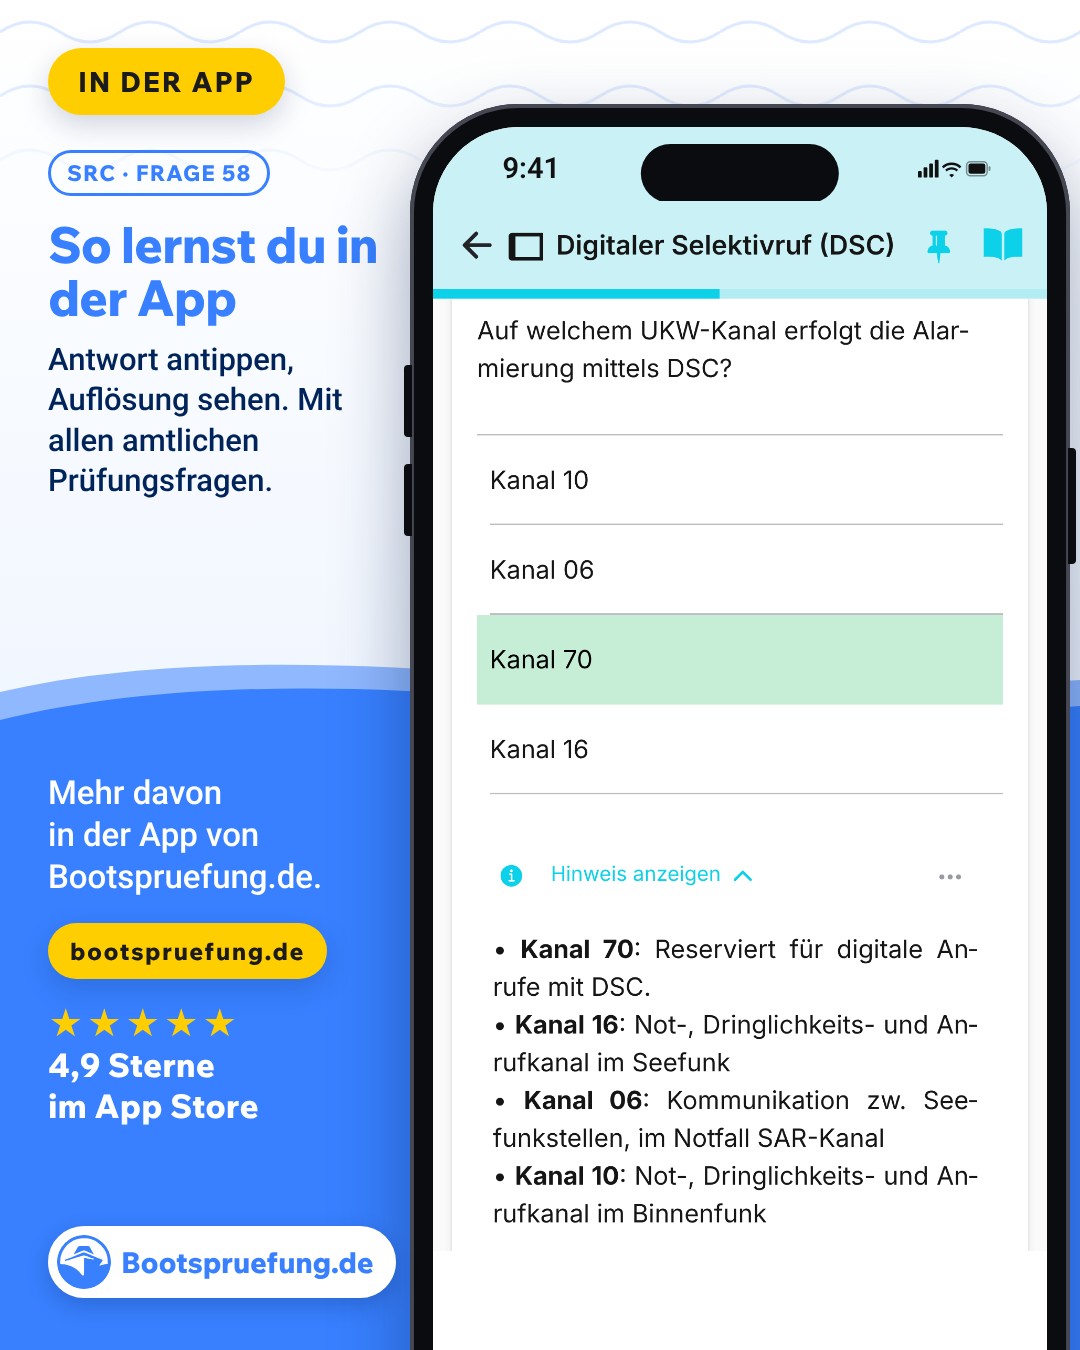 IN DER APP
SRC · FRAGE 58
So lernst du in
der App
Antwort antippen,
Auflösung sehen. Mit
allen amtlichen
Prüfungsfragen.
Mehr davon
in der App von
Bootspruefung.de.
bootspruefung.de
★★★★★
4,9 Sterne
im App Store
Bootspruefung.de
9:41
Digitaler Selektivruf (DSC)
Auf welchem UKW-Kanal erfolgt die Alar-
mierung mittels DSC?
Kanal 10
Kanal 06
Kanal 70
Kanal 16
Hinweis anzeigen
• Kanal 70: Reserviert für digitale An-
rufe mit DSC.
• Kanal 16: Not-, Dringlichkeits- und An-
rufkanal im Seefunk
• Kanal 06: Kommunikation zw. See-
funkstellen, im Notfall SAR-Kanal
• Kanal 10: Not-, Dringlichkeits- und An-
rufkanal im Binnenfunk